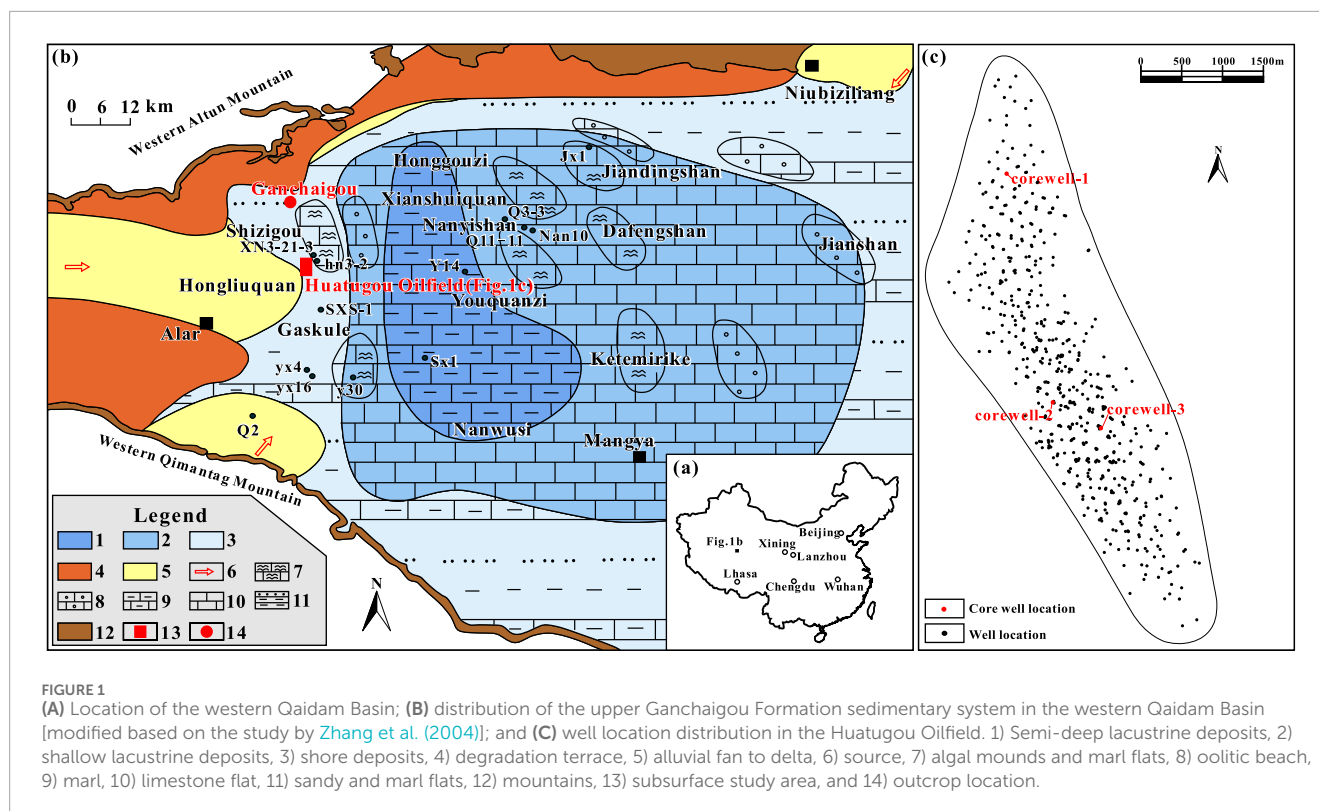 (b)
0 6 12 km
Western Altun Mountain
Niubiziliang
Honggouzi
Jx1
Jiandingshan
Ganchaigou
Xianshuiquan
Q3-3
Shizigou
Nanyishan
Nan10
Dafengshan
XN3-21-3
Q11-11
Jianshan
hn3-2
Y14
Hongliuquan
Huatugou Oilfield(Fig.1c)
Youquanzi
SXS-1
Gaskule
Alar
Sx1
Ketemirike
yx4
yx16
y30
Q2
Nanwusi
Mangya
Western Qimantag Mountain
Legend
1 2 3
4 5 6 7
8 9 10 11
12 13 14
N
(a)
Beijing
Fig.1b
Xining
Lanzhou
Lhasa
Chengdu
Wuhan
(c)
0 500 1000 1500m
N
corewell-1
corewell-2
corewell-3
Core well location
Well location
FIGURE 1
(A) Location of the western Qaidam Basin; (B) distribution of the upper Ganchaigou Formation sedimentary system in the western Qaidam Basin
[modified based on the study by Zhang et al. (2004)]; and (C) well location distribution in the Huatugou Oilfield. 1) Semi-deep lacustrine deposits, 2)
shallow lacustrine deposits, 3) shore deposits, 4) degradation terrace, 5) alluvial fan to delta, 6) source, 7) algal mounds and marl flats, 8) oolitic beach,
9) marl, 10) limestone flat, 11) sandy and marl flats, 12) mountains, 13) subsurface study area, and 14) outcrop location.